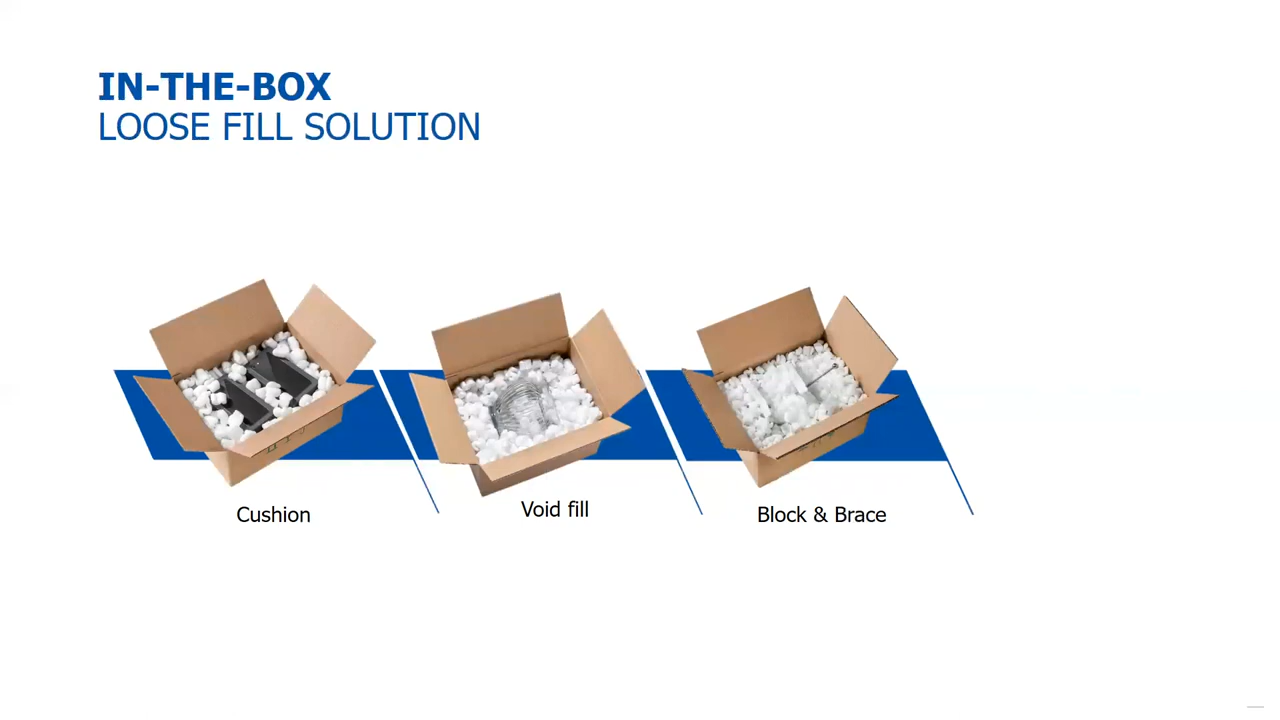 IN-THE-BOX
LOOSE FILL SOLUTION
Cushion
Void fill
Block & Brace